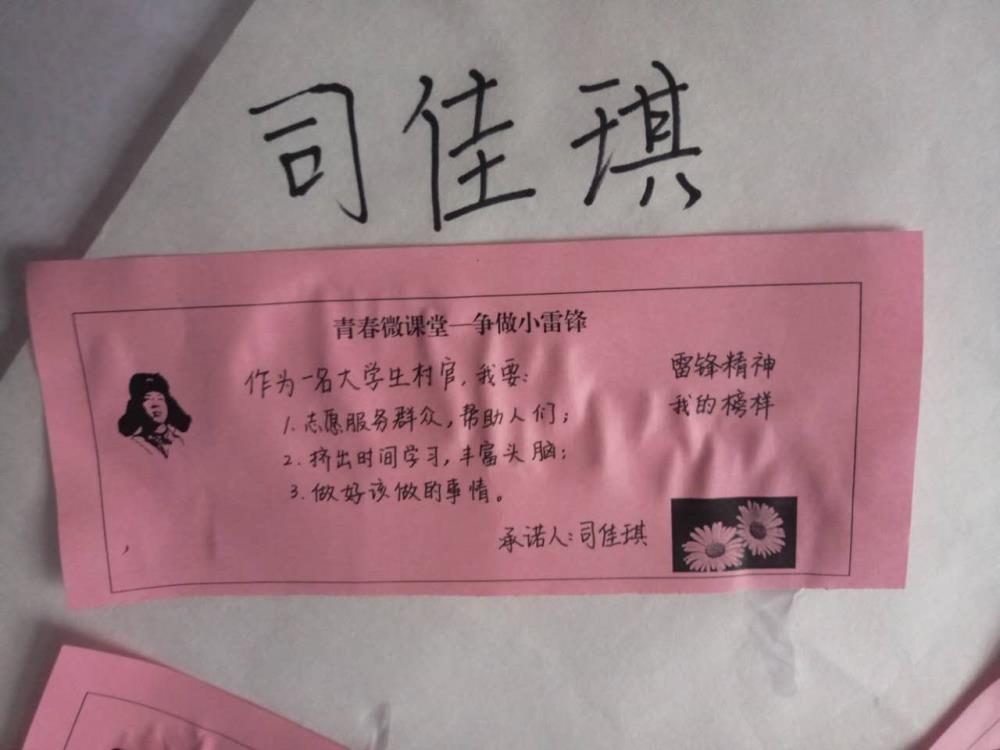 司佳琪
青春微课堂—争做小雷锋
作为一名大学生村官，我要：
1. 志愿服务群众，帮助人们；
2. 挤出时间学习，丰富头脑；
3. 做好该做的事情。
雷锋精神
我的榜样
承诺人：司佳琪